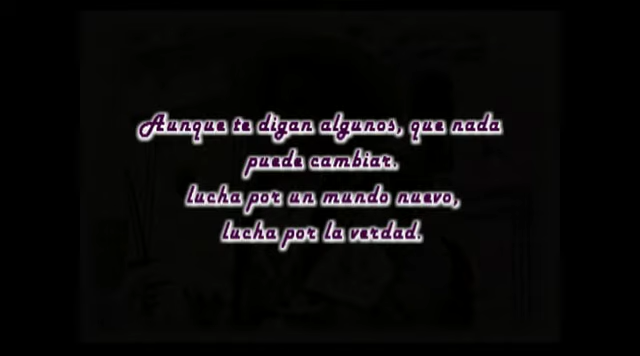 Aunque te digan algunos, que nada
puede cambiar.
lucha por un mundo nuevo,
lucha por la verdad.